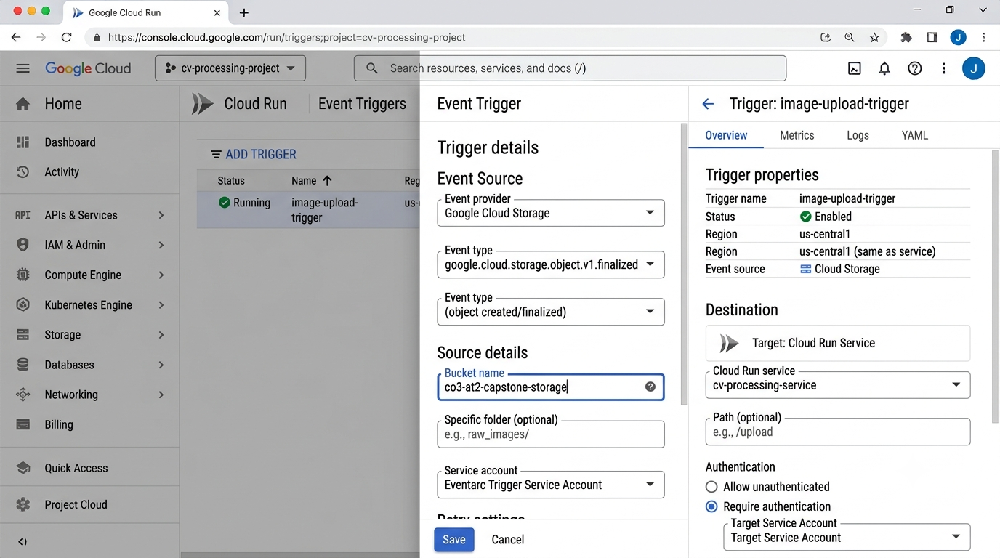 Google Cloud Run
https://console.cloud.google.com/run/triggers;project=cv-processing-project
J
Google Cloud
cv-processing-project
Search resources, services, and docs (/)
J
Home
Dashboard
Activity
API APIs & Services
IAM & Admin
Compute Engine
Kubernetes Engine
Storage
Databases
Networking
Billing
Quick Access
Project Cloud
Cloud Run
Event Triggers
ADD TRIGGER
Status Name Reg
Running image-upload-trigger us-
Event Trigger
Trigger details
Event Source
Event provider
Google Cloud Storage
Event type
google.cloud.storage.object.v1.finalized
Event type
(object created/finalized)
Source details
Bucket name
co3-at2-capstone-storage
Specific folder (optional)
e.g., raw_images/
Service account
Eventarc Trigger Service Account
Retry settings
Save Cancel
Trigger: image-upload-trigger
Overview Metrics Logs YAML
Trigger properties
Trigger name image-upload-trigger
Status Enabled
Region us-central1
Region us-central1 (same as service)
Event source Cloud Storage
Destination
Target: Cloud Run Service
Cloud Run service
cv-processing-service
Path (optional)
e.g., /upload
Authentication
Allow unauthenticated
Require authentication
Target Service Account
Target Service Account